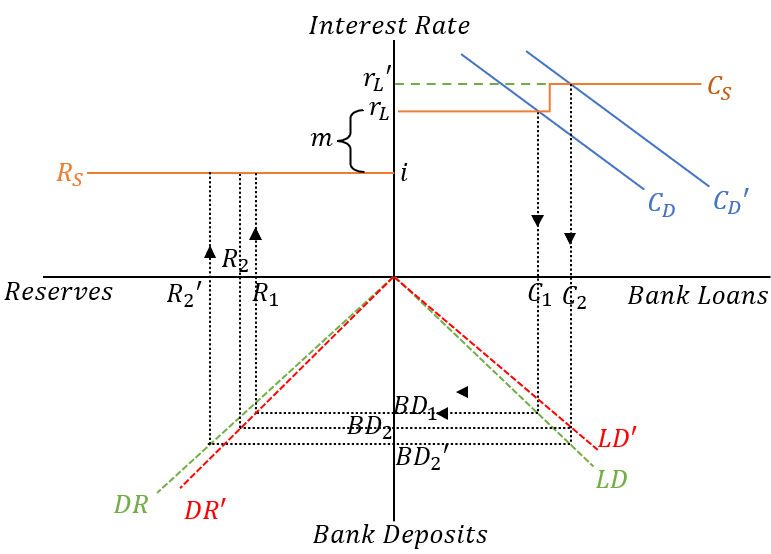 Interest Rate
r_L′
C_S
r_L
m
R_S
i
C_D
C_D′
R_2
Reserves
R_2′
R_1
C_1
C_2
Bank Loans
BD_1
BD_2
BD_2′
LD′
LD
DR
DR′
Bank Deposits